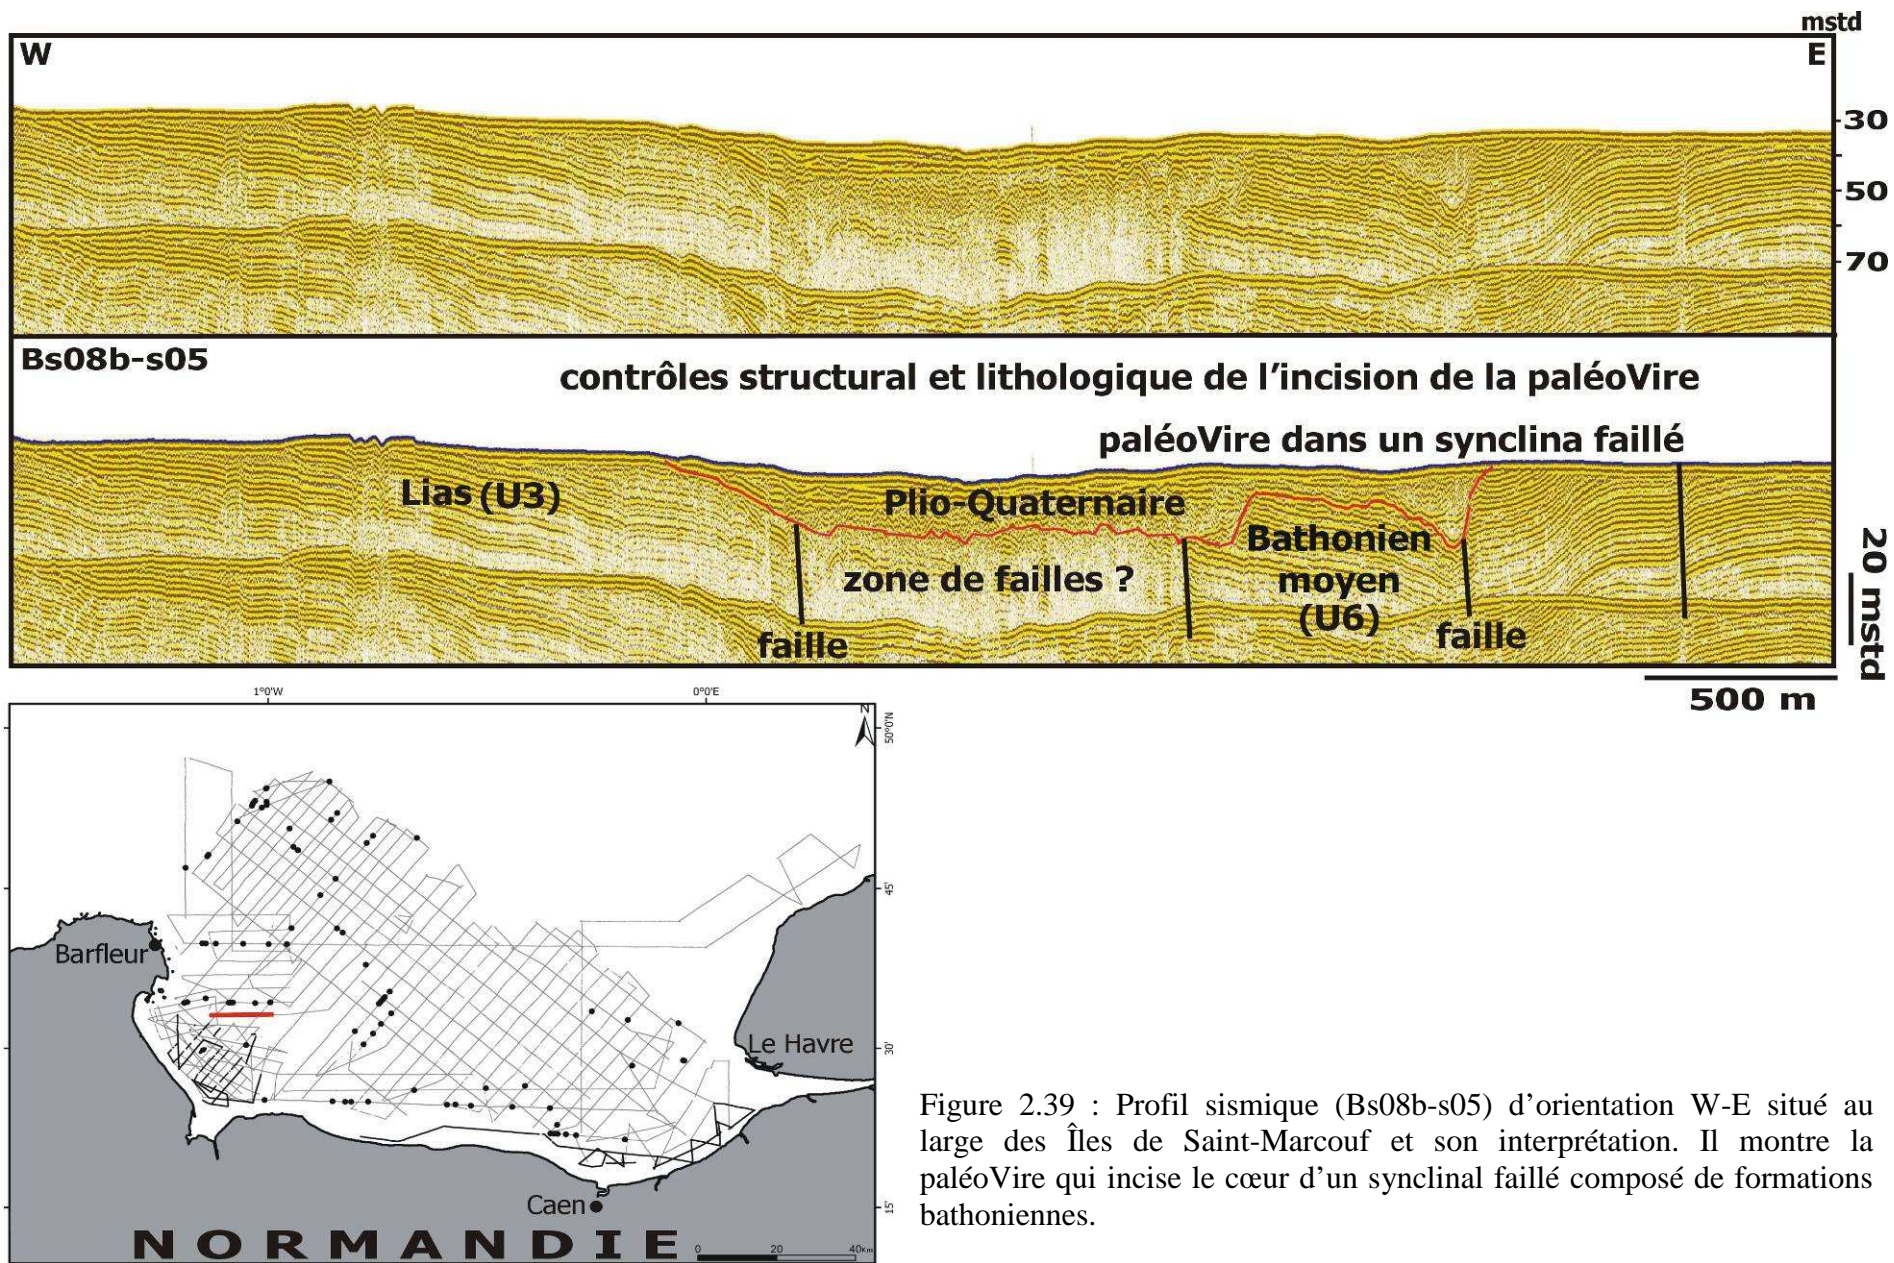 mstd
W
E
30
50
70
Bs08b-s05
contrôles structural et lithologique de l'incision de la paléoVire
paléoVire dans un synclina faillé
Lias (U3)
Plio-Quaternaire
Bathonien
moyen
(U6)
zone de failles ?
faille
faille
20 mstd
500 m
1°0'W
0°0'E
N
50°0'N
45'
30'
15'
Barfleur
Le Havre
Caen
NORMANDIE
0 20 40km
Figure 2.39 : Profil sismique (Bs08b-s05) d'orientation W-E situé au
large des Îles de Saint-Marcouf et son interprétation. Il montre la
paléoVire qui incise le cœur d'un synclinal faillé composé de formations
bathoniennes.